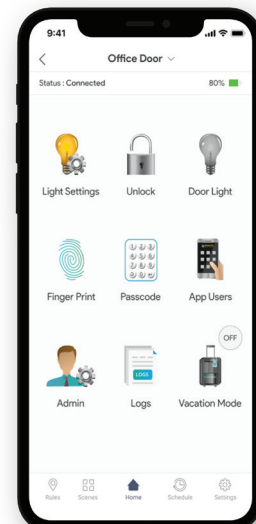 9:41
Office Door
Status : Connected 80%
Light Settings Unlock Door Light
Finger Print Passcode App Users
OFF
LOGS
Admin Logs Vacation Mode
Rules Scenes Home Schedule Settings